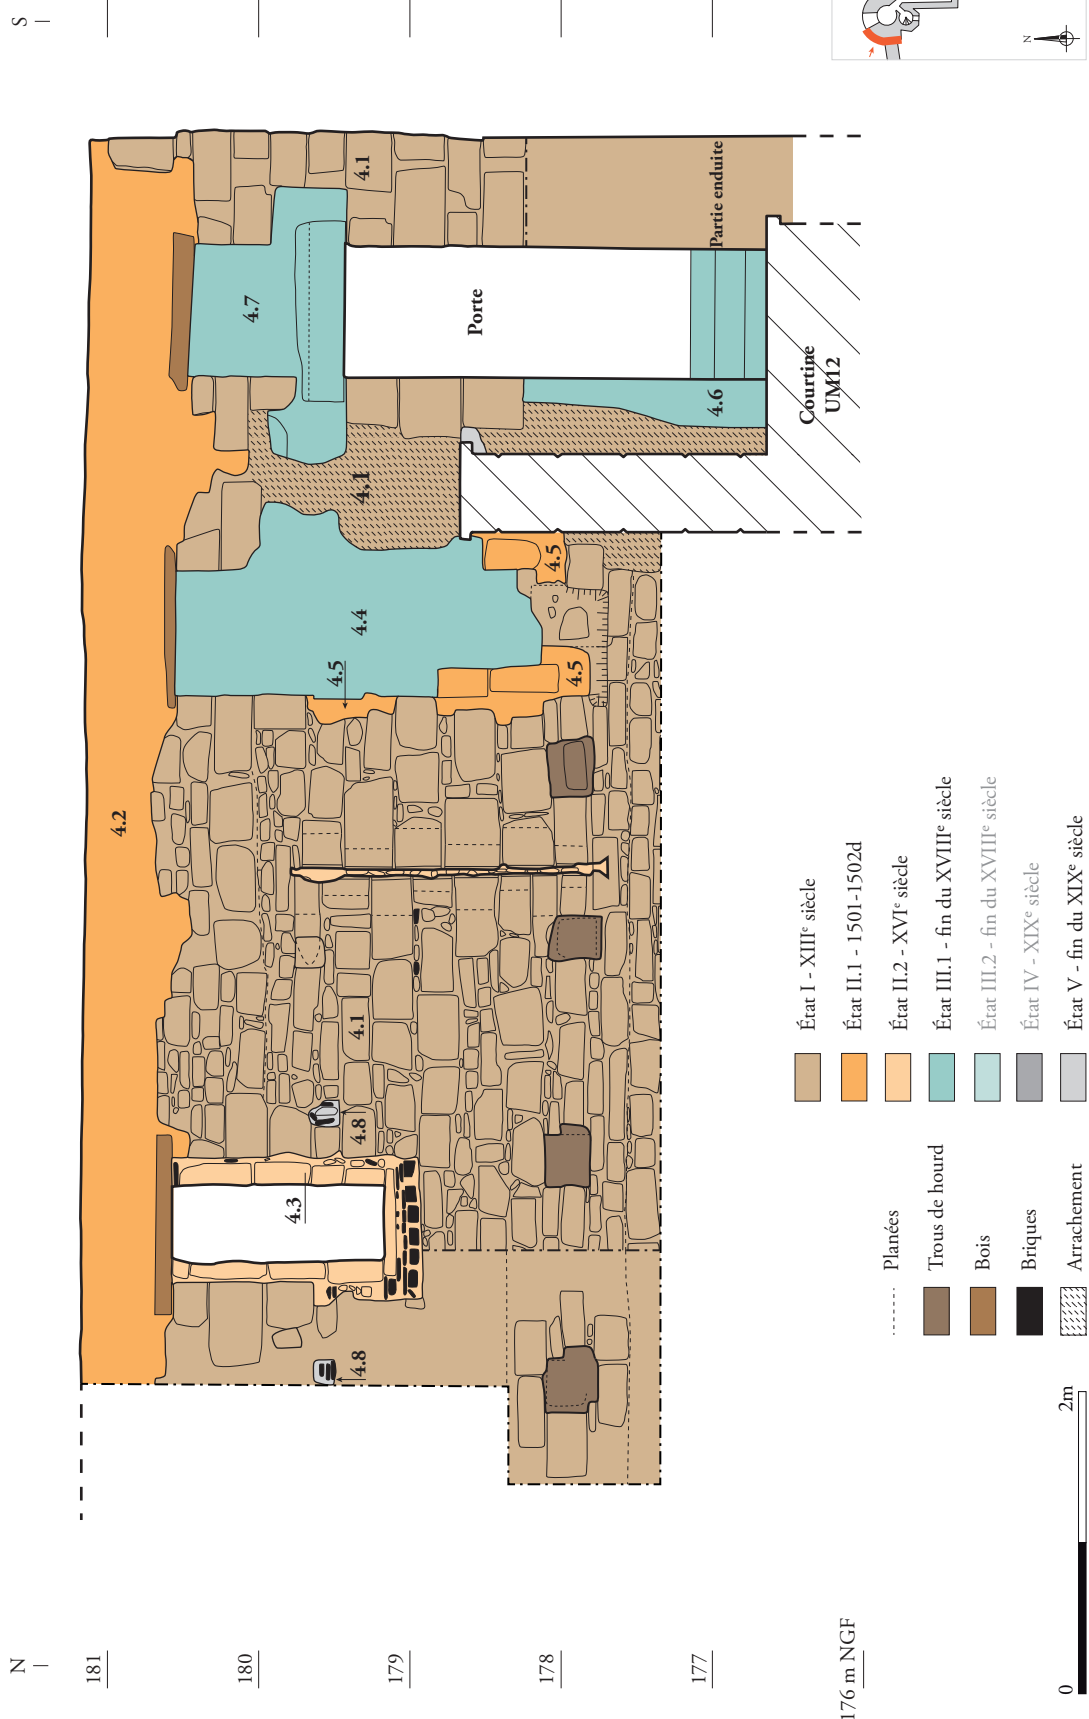 N
S
181
180
179
178
177
176 m NGF
4.2
4.7
4.1
4.1
4.4
4.5
4.5
4.5
4.6
4.1
4.3
4.8
4.8
Porte
Partie enduite
Courtine
UM12
N
Planées
Trous de hourd
Bois
Briques
Arrachement
État I - XIIIᵉ siècle
État II.1 - 1501-1502d
État II.2 - XVIᵉ siècle
État III.1 - fin du XVIIIᵉ siècle
État III.2 - fin du XVIIIᵉ siècle
État IV - XIXᵉ siècle
État V - fin du XIXᵉ siècle
0
2m